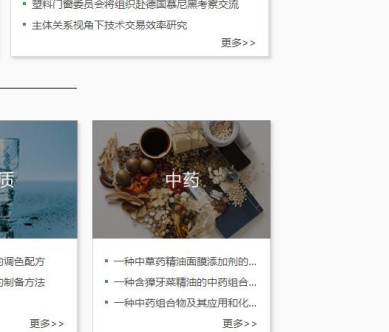 塑料门窗委员会将组织赴德国慕尼黑考察交流
主体关系视角下技术交易效率研究
更多>>
质
中药
的调色配方
的制备方法
更多>>
一种中草药精油面膜添加剂的...
一种含獐牙菜精油的中药组合...
一种中药组合物及其应用和化...
更多>>